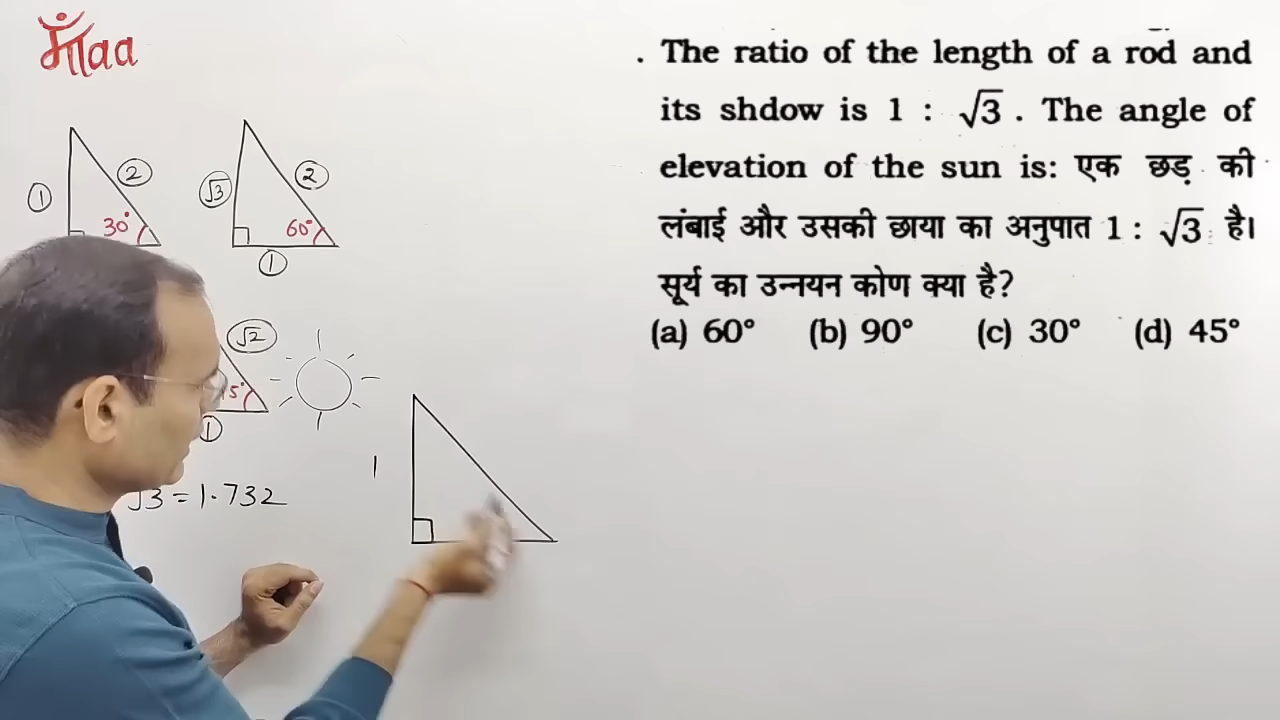 माँaa
. The ratio of the length of a rod and
its shdow is 1 : √3 . The angle of
elevation of the sun is: एक छड़ की
लंबाई और उसकी छाया का अनुपात 1 : √3 है।
सूर्य का उन्नयन कोण क्या है?
(a) 60° (b) 90° (c) 30° (d) 45°
1 2 30°
√3 2 60° 1
√2 5° 1
√3 = 1.732
1